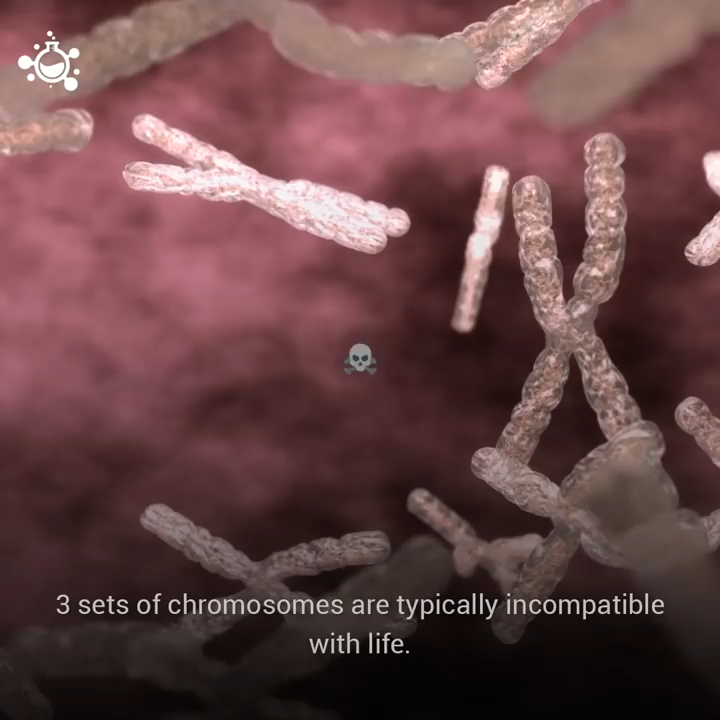 3 sets of chromosomes are typically incompatible
with life.